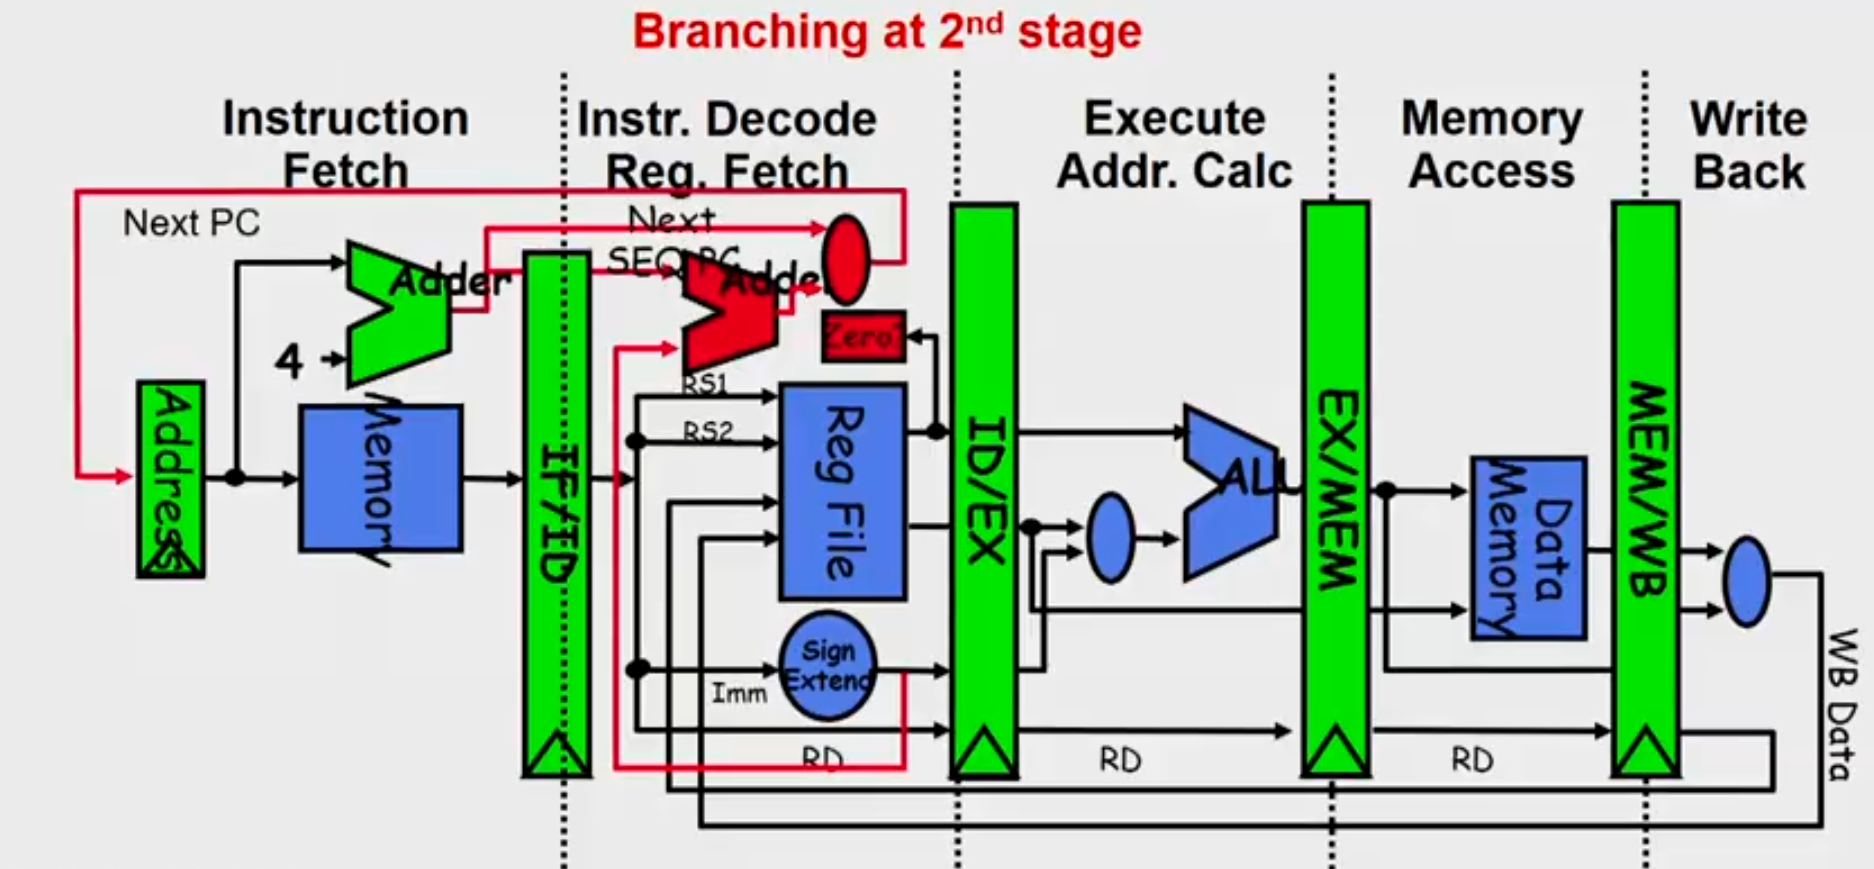 Branching at 2nd stage
Instruction
Fetch
Instr. Decode
Reg. Fetch
Execute
Addr. Calc
Memory
Access
Write
Back
Next PC
Next
SEQ PC
Adder
Adder
4
Zero?
RS1
RS2
Address
Memory
IF/ID
Reg File
ID/EX
ALU
EX/MEM
Data
Memory
MEM/WB
Sign
Extend
Imm
RD
RD
RD
WB Data